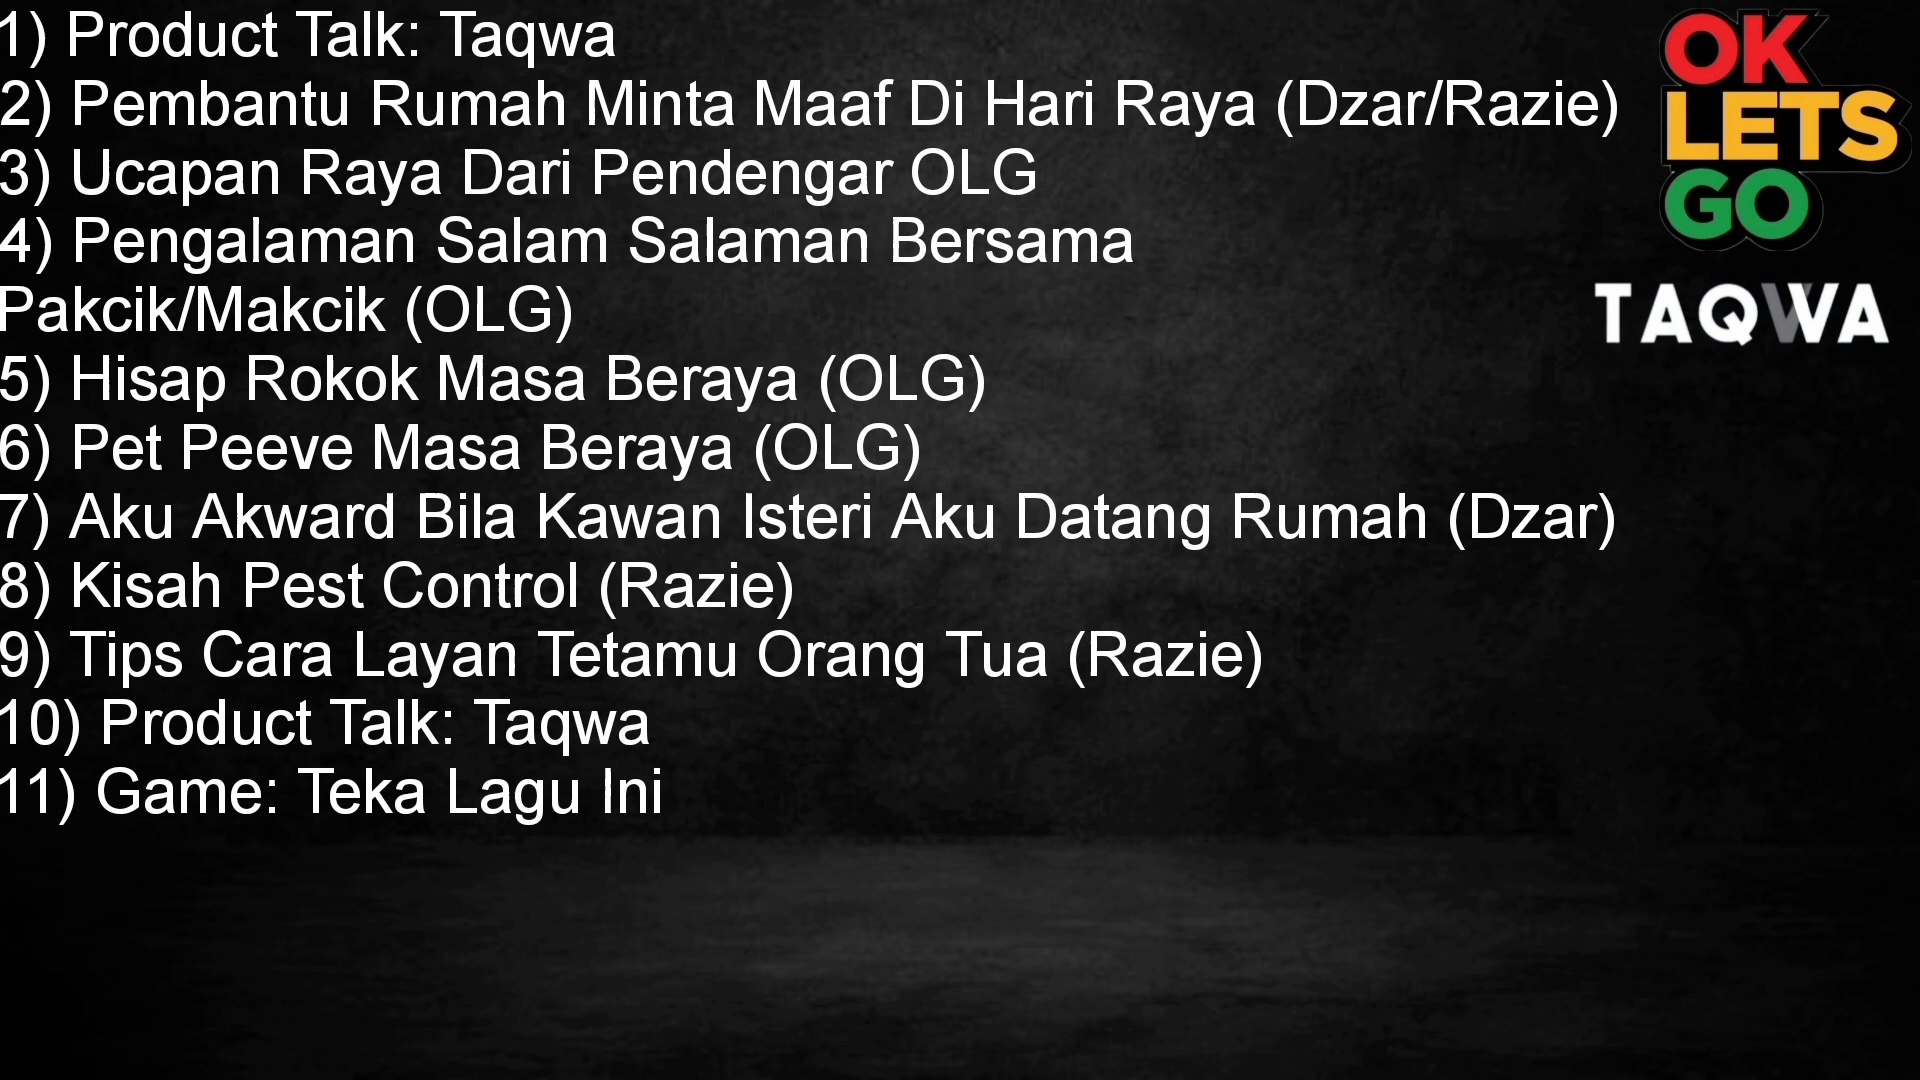 1) Product Talk: Taqwa
2) Pembantu Rumah Minta Maaf Di Hari Raya (Dzar/Razie)
3) Ucapan Raya Dari Pendengar OLG
4) Pengalaman Salam Salaman Bersama
Pakcik/Makcik (OLG)
5) Hisap Rokok Masa Beraya (OLG)
6) Pet Peeve Masa Beraya (OLG)
7) Aku Akward Bila Kawan Isteri Aku Datang Rumah (Dzar)
8) Kisah Pest Control (Razie)
9) Tips Cara Layan Tetamu Orang Tua (Razie)
10) Product Talk: Taqwa
11) Game: Teka Lagu Ini
OK
LETS
GO
TAQWA